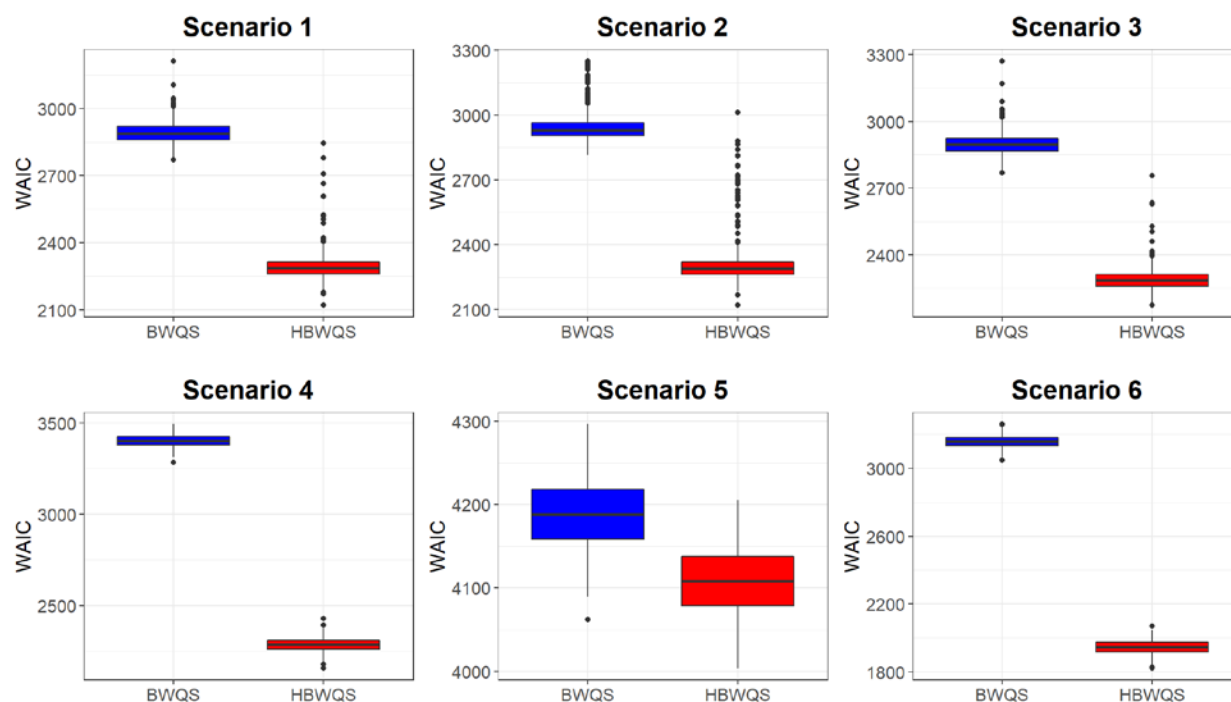 Scenario 1
WAIC
3000
2700
2400
2100
BWQS HBWQS
Scenario 2
WAIC
3300
3000
2700
2400
2100
BWQS HBWQS
Scenario 3
WAIC
3300
3000
2700
2400
BWQS HBWQS
Scenario 4
WAIC
3500
3000
2500
BWQS HBWQS
Scenario 5
WAIC
4300
4200
4100
4000
BWQS HBWQS
Scenario 6
WAIC
3000
2600
2200
1800
BWQS HBWQS